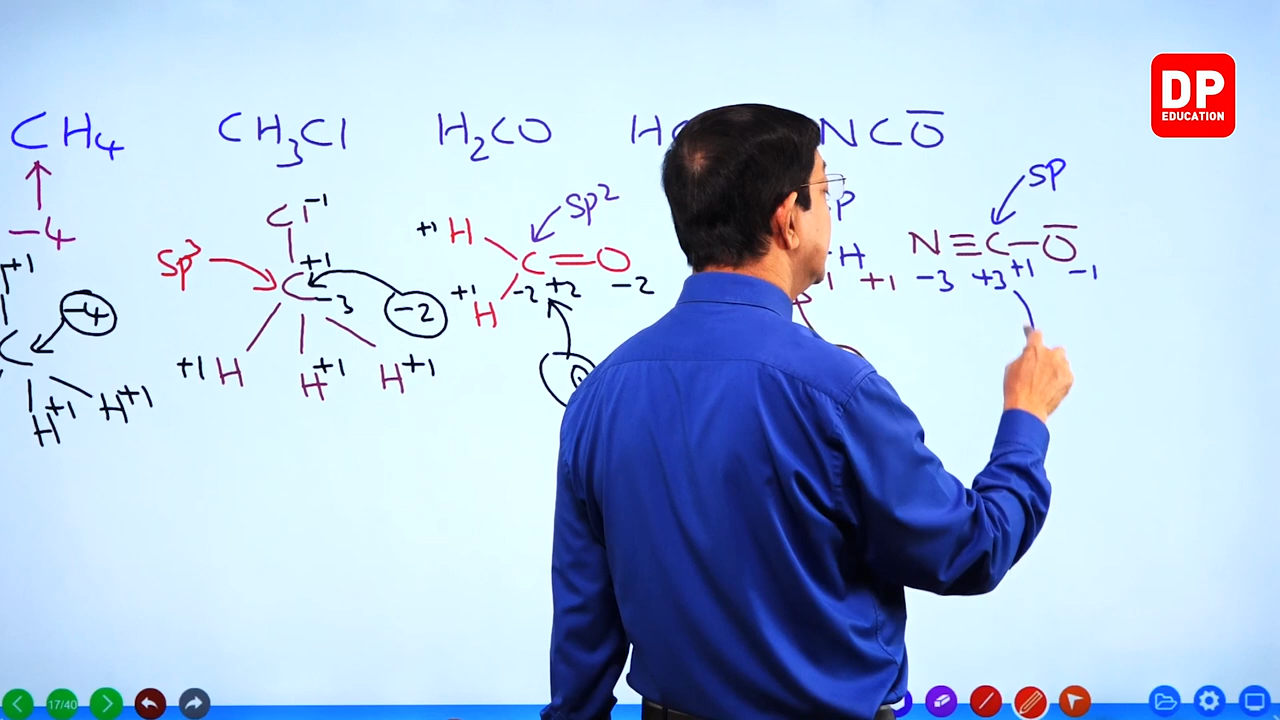 DP
EDUCATION
CH4 CH3Cl H2CO HC NCO̅
-4
sp3
Cl -1
+1
C -3
-2
+1 H H +1 H +1
+1
-4
C
H +1 H +1
sp2
+1 H
C=O
+1 H -2 +2 -2
P
H
+1
sp
N≡C-O̅
-3 +3 +1 -1
17/40